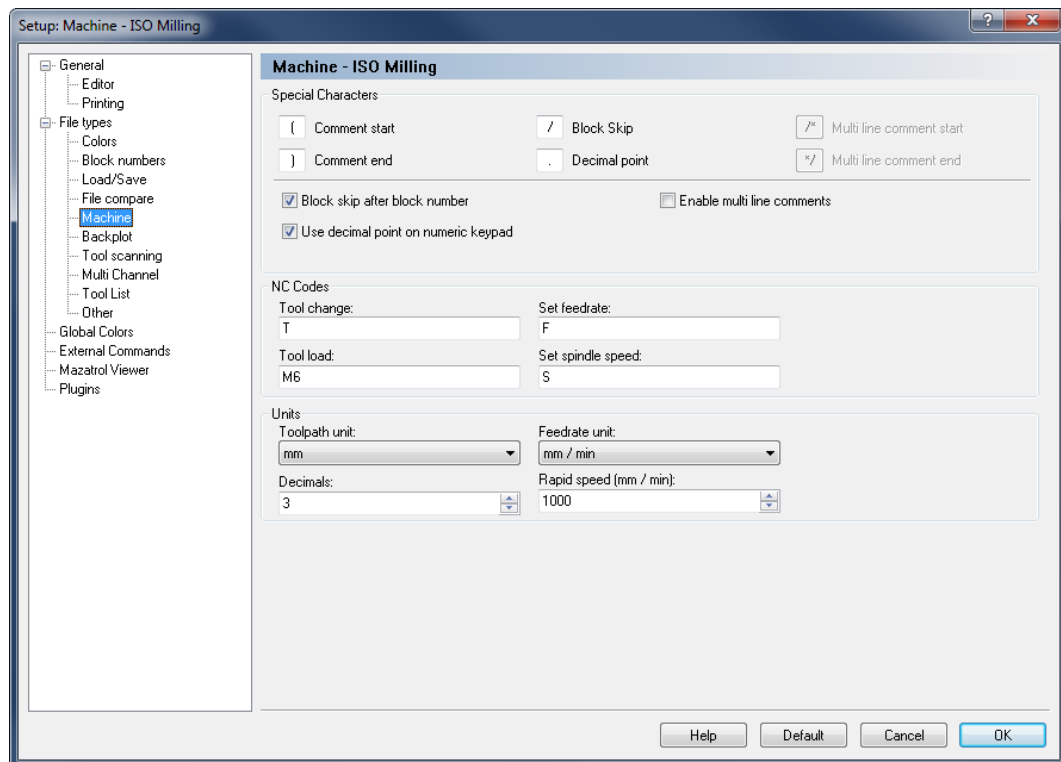 Setup: Machine - ISO Milling
?
General
Editor
Printing
File types
Colors
Block numbers
Load/Save
File compare
Machine
Backplot
Tool scanning
Multi Channel
Tool List
Other
Global Colors
External Commands
Mazatrol Viewer
Plugins
Machine - ISO Milling
Special Characters
( Comment start / Block Skip /* Multi line comment start
) Comment end . Decimal point */ Multi line comment end
Block skip after block number Enable multi line comments
Use decimal point on numeric keypad
NC Codes
Tool change: Set feedrate:
T F
Tool load: Set spindle speed:
M6 S
Units
Toolpath unit: Feedrate unit:
mm mm / min
Decimals: Rapid speed (mm / min):
3 1000
Help Default Cancel OK